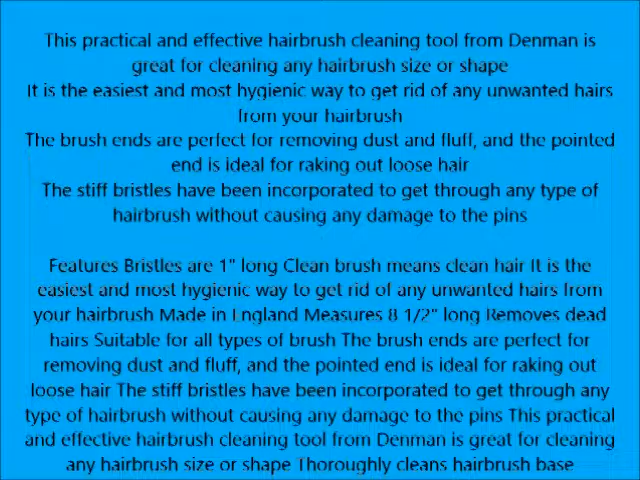 This practical and effective hairbrush cleaning tool from Denman is
great for cleaning any hairbrush size or shape
It is the easiest and most hygienic way to get rid of any unwanted hairs
from your hairbrush
The brush ends are perfect for removing dust and fluff, and the pointed
end is ideal for raking out loose hair
The stiff bristles have been incorporated to get through any type of
hairbrush without causing any damage to the pins
Features Bristles are 1" long Clean brush means clean hair It is the
easiest and most hygienic way to get rid of any unwanted hairs from
your hairbrush Made in England Measures 8 1/2" long Removes dead
hairs Suitable for all types of brush The brush ends are perfect for
removing dust and fluff, and the pointed end is ideal for raking out
loose hair The stiff bristles have been incorporated to get through any
type of hairbrush without causing any damage to the pins This practical
and effective hairbrush cleaning tool from Denman is great for cleaning
any hairbrush size or shape Thoroughly cleans hairbrush base